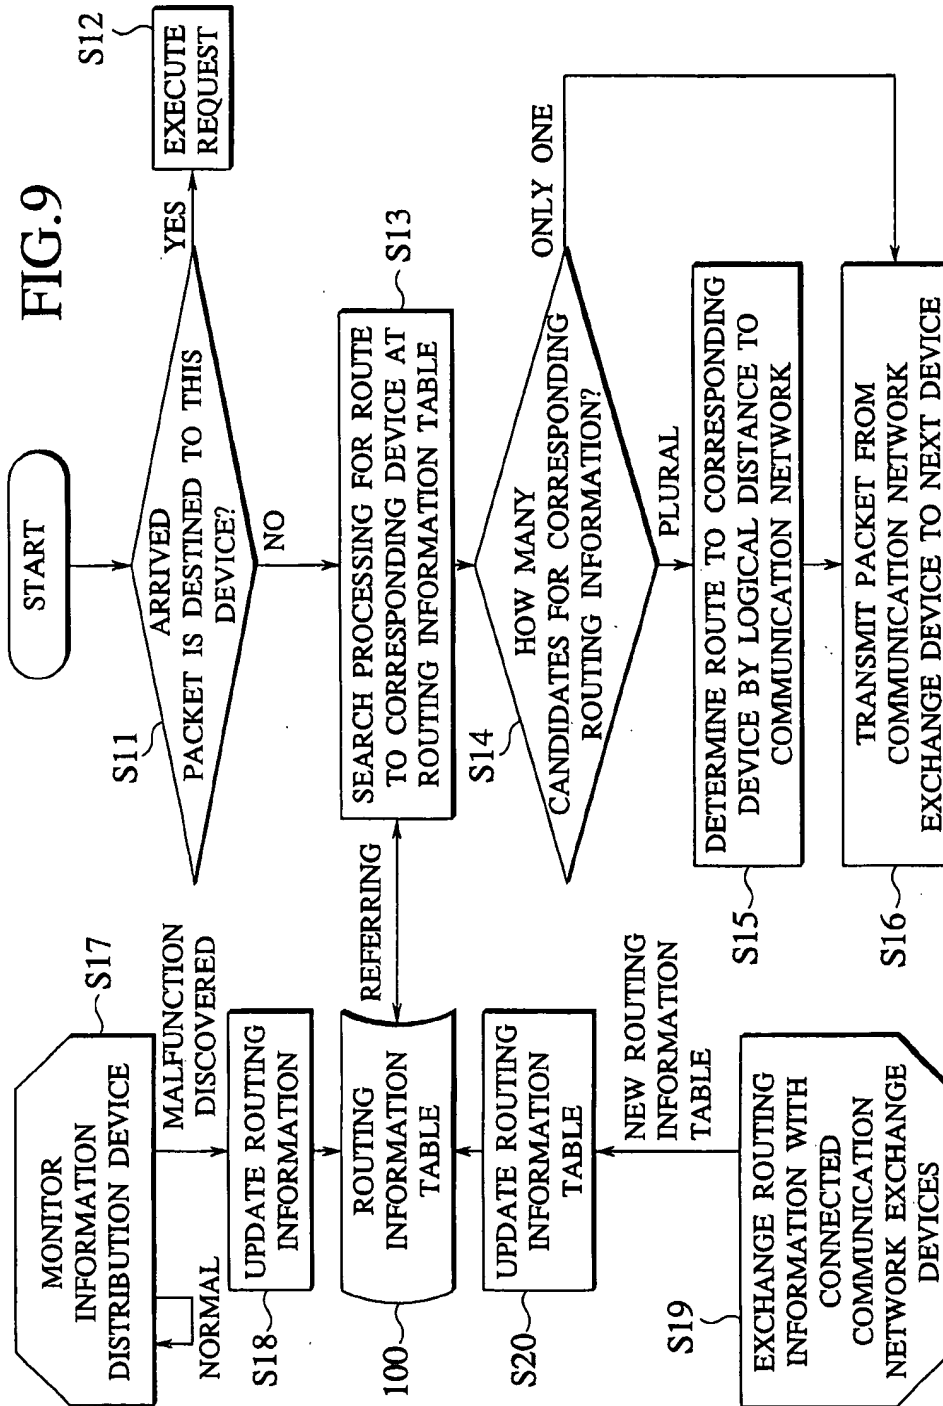 FIG.9
START
S11
ARRIVED
PACKET IS DESTINED TO THIS
DEVICE?
YES
S12
EXECUTE
REQUEST
NO
S13
SEARCH PROCESSING FOR ROUTE
TO CORRESPONDING DEVICE AT
ROUTING INFORMATION TABLE
REFERRING
S14
HOW MANY
CANDIDATES FOR CORRESPONDING
ROUTING INFORMATION?
ONLY ONE
PLURAL
S15
DETERMINE ROUTE TO CORRESPONDING
DEVICE BY LOGICAL DISTANCE TO
COMMUNICATION NETWORK
S16
TRANSMIT PACKET FROM
COMMUNICATION NETWORK
EXCHANGE DEVICE TO NEXT DEVICE
S17
MONITOR
INFORMATION
DISTRIBUTION DEVICE
NORMAL
MALFUNCTION
DISCOVERED
S18
UPDATE ROUTING
INFORMATION
100
ROUTING
INFORMATION
TABLE
S20
UPDATE ROUTING
INFORMATION
TABLE
NEW ROUTING
INFORMATION
TABLE
S19
EXCHANGE ROUTING
INFORMATION WITH
CONNECTED
COMMUNICATION
NETWORK EXCHANGE
DEVICES